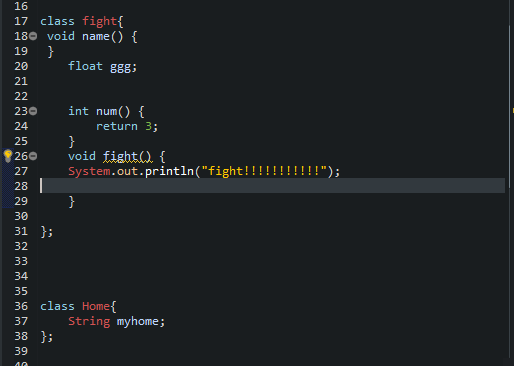 16
17 class fight{
18 void name() {
19 }
20 float ggg;
21
22
23 int num() {
24 return 3;
25 }
26 void fight() {
27 System.out.println("fight!!!!!!!!!!!");
28
29 }
30
31 };
32
33
34
35
36 class Home{
37 String myhome;
38 };
39
40